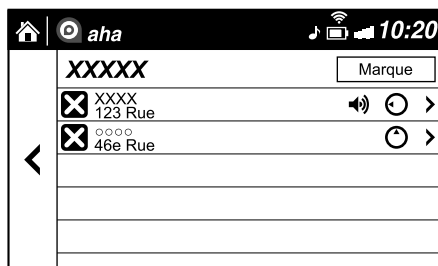 aha 10:20
XXXXX Marque
XXXX
123 Rue
○○○○
46e Rue